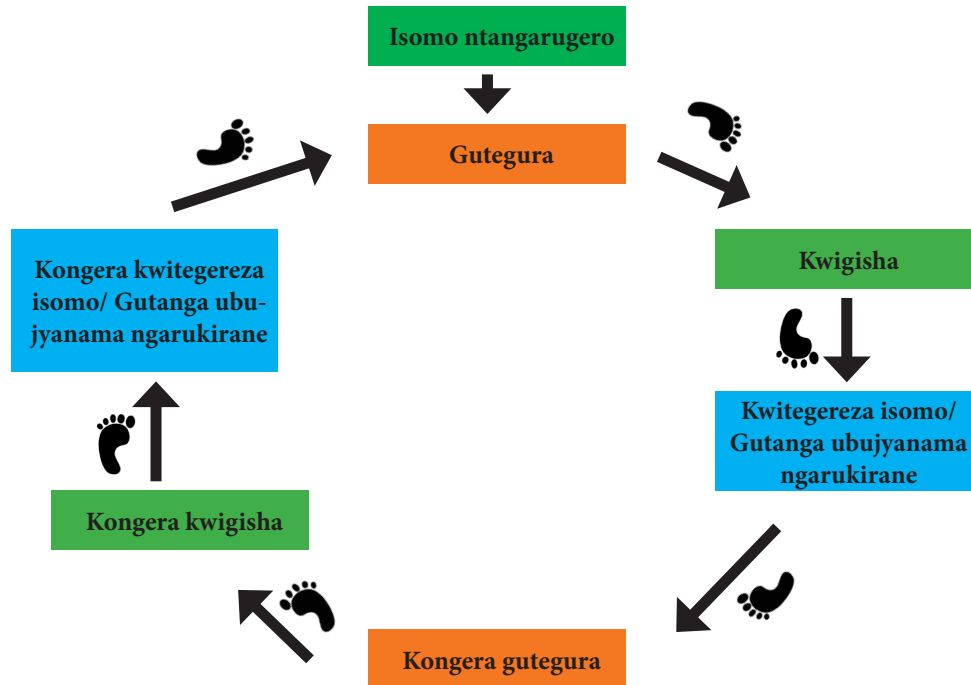 Isomo ntangarugero
Gutegura
Kwigisha
Kwitegereza isomo/
Gutanga ubujyanama
ngarukirane
Kongera gutegura
Kongera kwigisha
Kongera kwitegereza
isomo/ Gutanga ubu-
jyanama ngarukirane